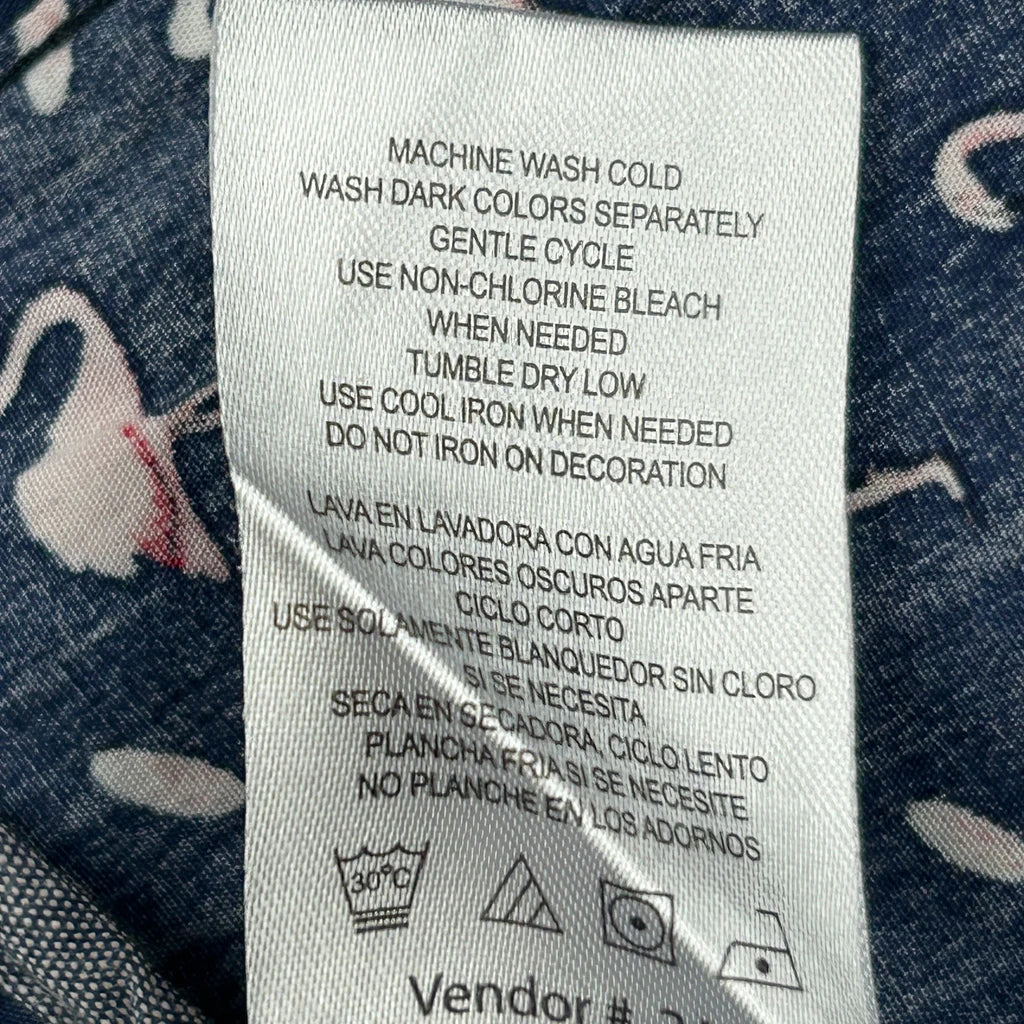 MACHINE WASH COLD
WASH DARK COLORS SEPARATELY
GENTLE CYCLE
USE NON-CHLORINE BLEACH
WHEN NEEDED
TUMBLE DRY LOW
USE COOL IRON WHEN NEEDED
DO NOT IRON ON DECORATION
LAVA EN LAVADORA CON AGUA FRIA
LAVA COLORES OSCUROS APARTE
CICLO CORTO
USE SOLAMENTE BLANQUEDOR SIN CLORO
SI SE NECESITA
SECA EN SECADORA, CICLO LENTO
PLANCHA FRIA SI SE NECESITE
NO PLANCHE EN LOS ADORNOS
30°C
Vendor #